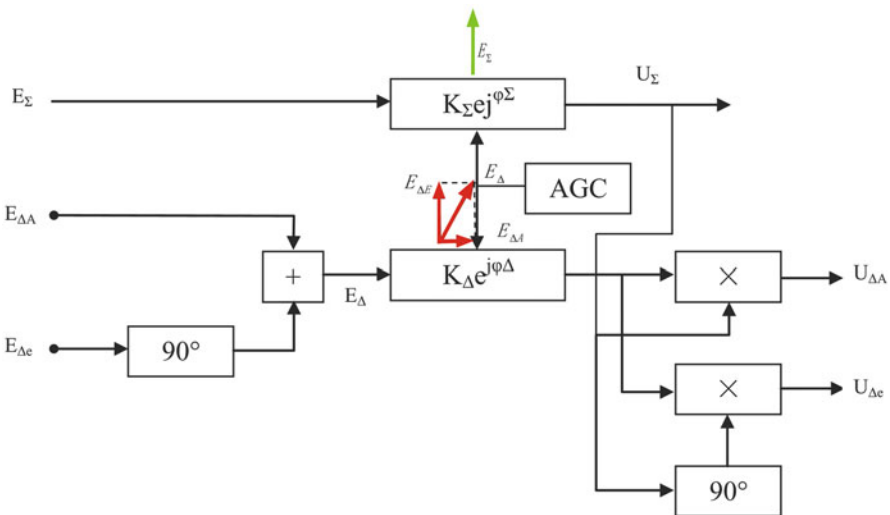 E_Σ
E_Σ
K_Σej^φΣ
U_Σ
E_ΔE
E_Δ
AGC
E_ΔA
E_ΔA
+
E_Δ
K_Δe^jφΔ
×
U_ΔA
E_Δe
90°
×
U_Δe
90°